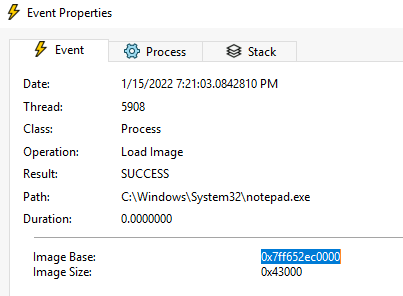 Event Properties
Event Process Stack
Date: 1/15/2022 7:21:03.0842810 PM
Thread: 5908
Class: Process
Operation: Load Image
Result: SUCCESS
Path: C:\Windows\System32\notepad.exe
Duration: 0.0000000
Image Base: 0x7ff652ec0000
Image Size: 0x43000